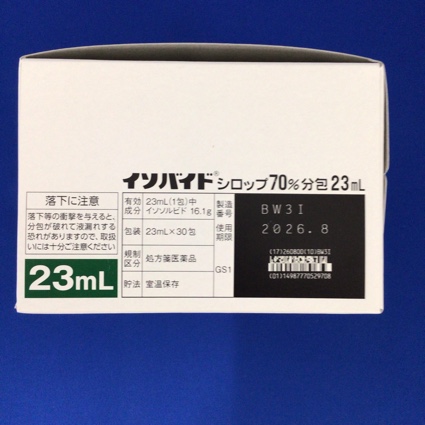 イソバイド®シロップ70%分包23mL
落下に注意
落下等の衝撃を与えると、
分包が破れて液漏れする
恐れがありますので、取扱
いには十分ご注意ください
23mL
有効成分 23mL(1包)中 イソソルビド 16.1g
包装 23mL×30包
規制区分 処方箋医薬品
貯法 室温保存
製造番号 BW3I
使用期限 2026.8
GS1
(17)260800(10)BW3I
(01)14987770529708